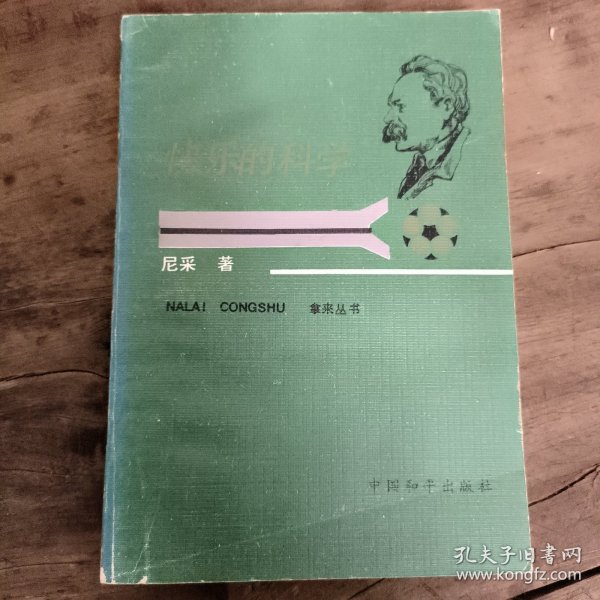 快乐的科学
尼采 著
NALAI CONGSHU 拿来丛书
中国和平出版社
孔夫子旧书网
www.kongfz.com